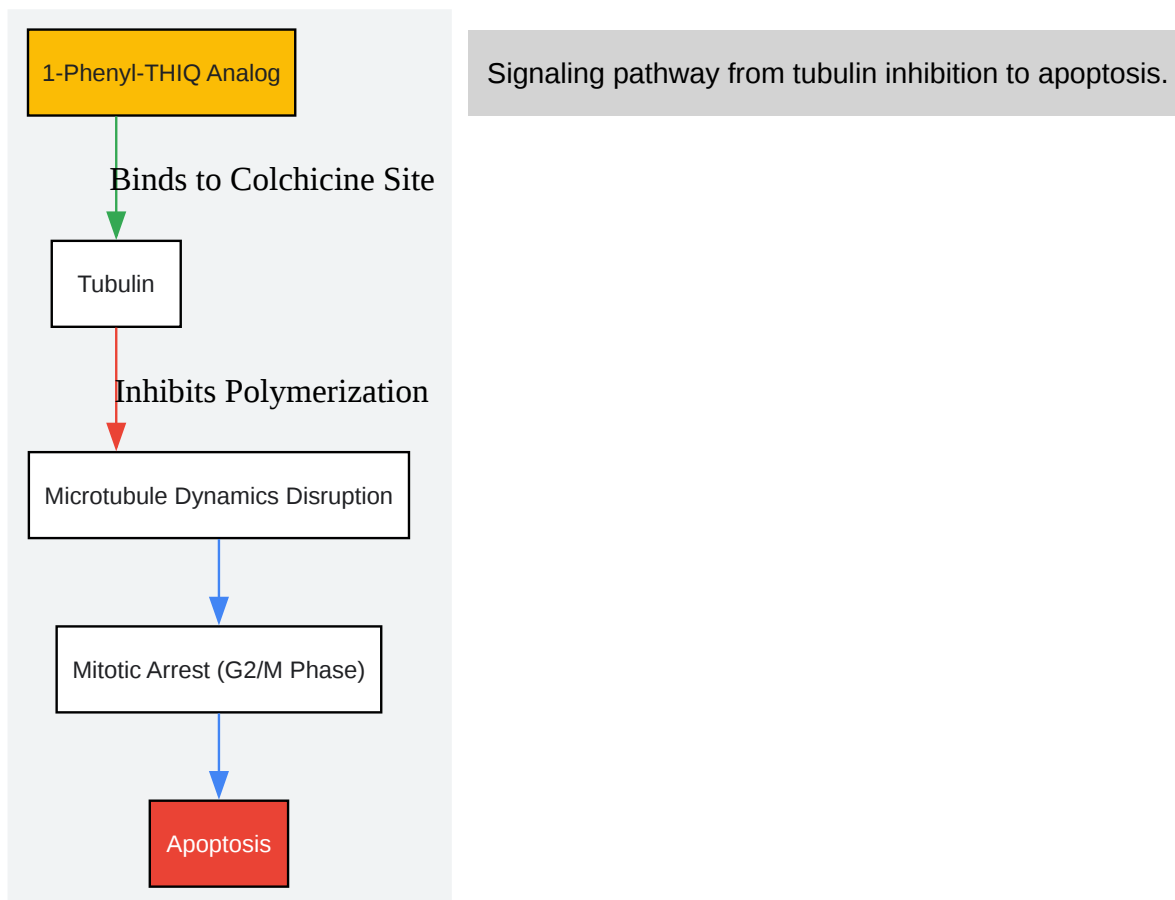 1-Phenyl-THIQ Analog
Signaling pathway from tubulin inhibition to apoptosis.
Binds to Colchicine Site
Tubulin
Inhibits Polymerization
Microtubule Dynamics Disruption
Mitotic Arrest (G2/M Phase)
Apoptosis